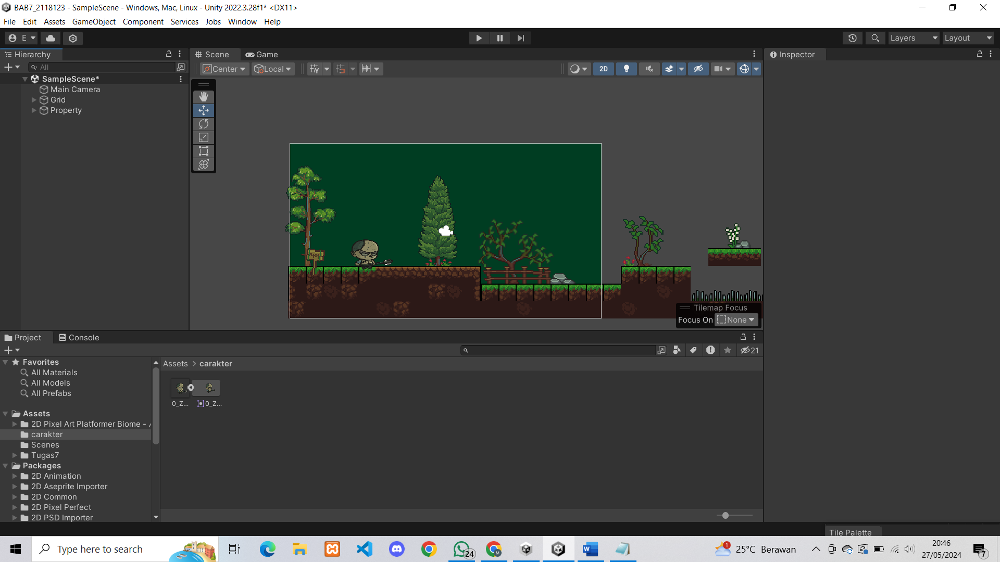 BAB7_2118123 - SampleScene - Windows, Mac, Linux - Unity 2022.3.28f1* <DX11>
File Edit Assets GameObject Component Services Jobs Window Help
E
Layers Layout
Hierarchy
Scene Game
Inspector
All
Center Local
2D
SampleScene*
Main Camera
Grid
Property
Tilemap Focus
Focus On None
Project Console
21
Favorites
All Materials
All Models
All Prefabs
Assets
2D Pixel Art Platformer Biome -
carakter
Scenes
Tugas7
Packages
2D Animation
2D Aseprite Importer
2D Common
2D Pixel Perfect
2D PSD Importer
Assets > carakter
0_Z... 0_Z...
Tile Palette
Type here to search
24
M
1
25°C Berawan
20:46
27/05/2024
7